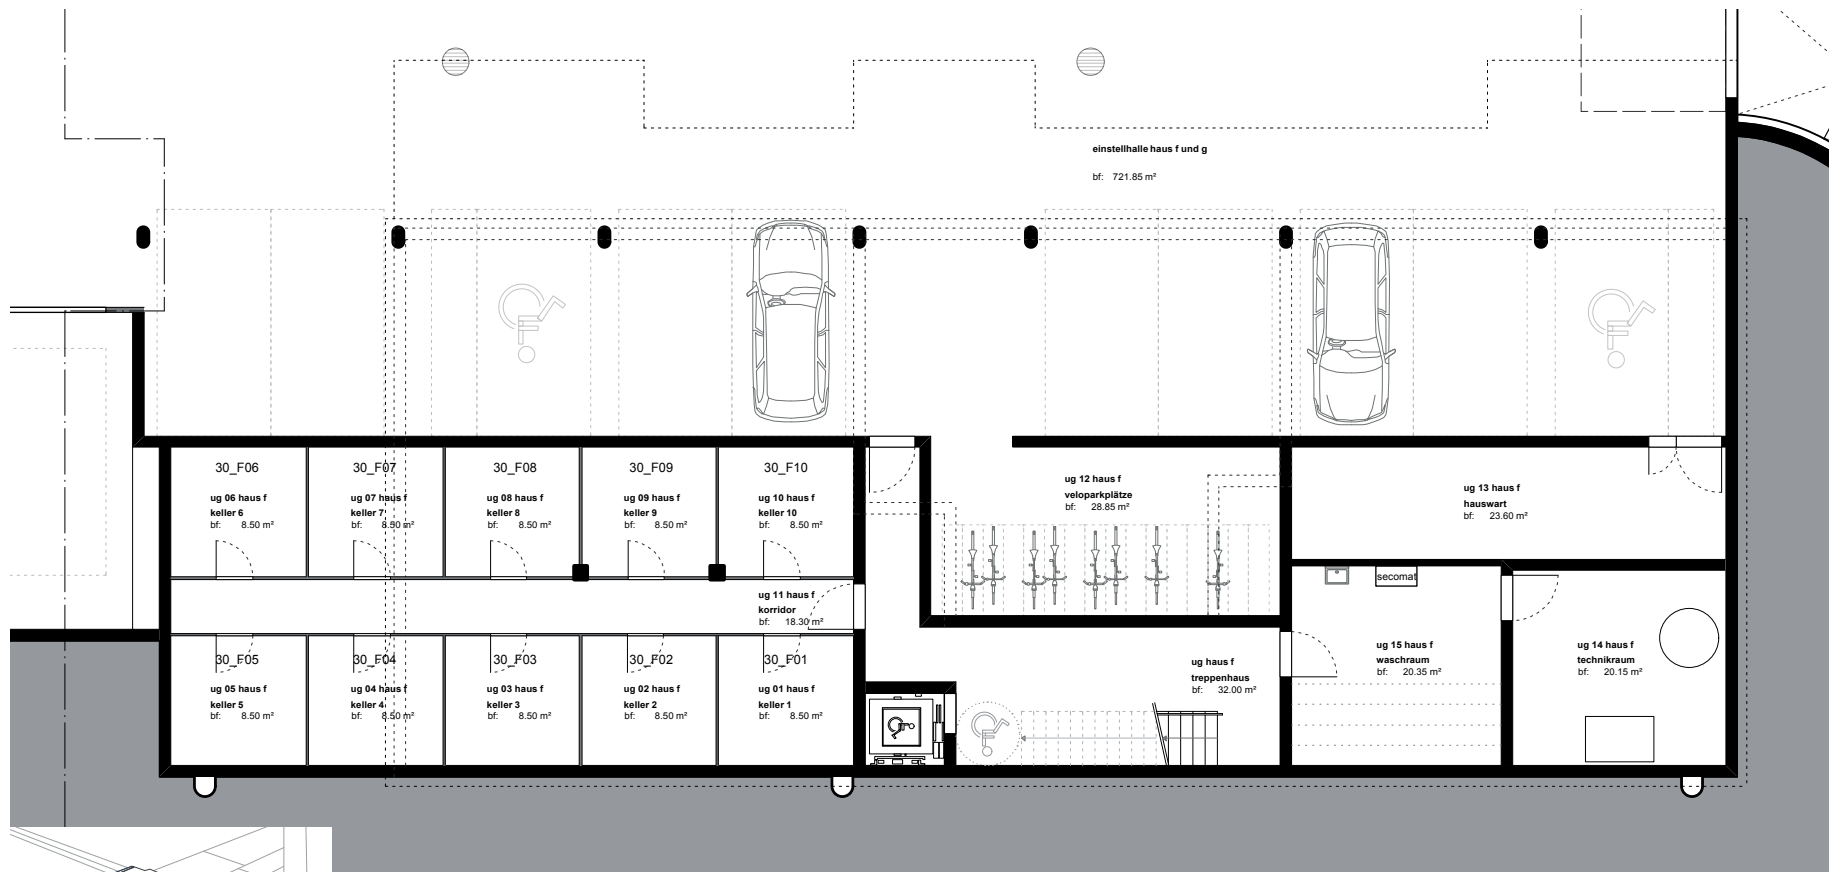 einstellhalle haus f und g
bf: 721.85 m²
30_F06
ug 06 haus f
keller 6
bf: 8.50 m²
30_F07
ug 07 haus f
keller 7
bf: 8.50 m²
30_F08
ug 08 haus f
keller 8
bf: 8.50 m²
30_F09
ug 09 haus f
keller 9
bf: 8.50 m²
30_F10
ug 10 haus f
keller 10
bf: 8.50 m²
ug 12 haus f
veloparkplätze
bf: 28.85 m²
ug 13 haus f
hauswart
bf: 23.60 m²
secomat
ug 11 haus f
korridor
bf: 18.30 m²
30_F05
ug 05 haus f
keller 5
bf: 8.50 m²
30_F04
ug 04 haus f
keller 4
bf: 8.50 m²
30_F03
ug 03 haus f
keller 3
bf: 8.50 m²
30_F02
ug 02 haus f
keller 2
bf: 8.50 m²
30_F01
ug 01 haus f
keller 1
bf: 8.50 m²
ug haus f
treppenhaus
bf: 32.00 m²
ug 15 haus f
waschraum
bf: 20.35 m²
ug 14 haus f
technikraum
bf: 20.15 m²